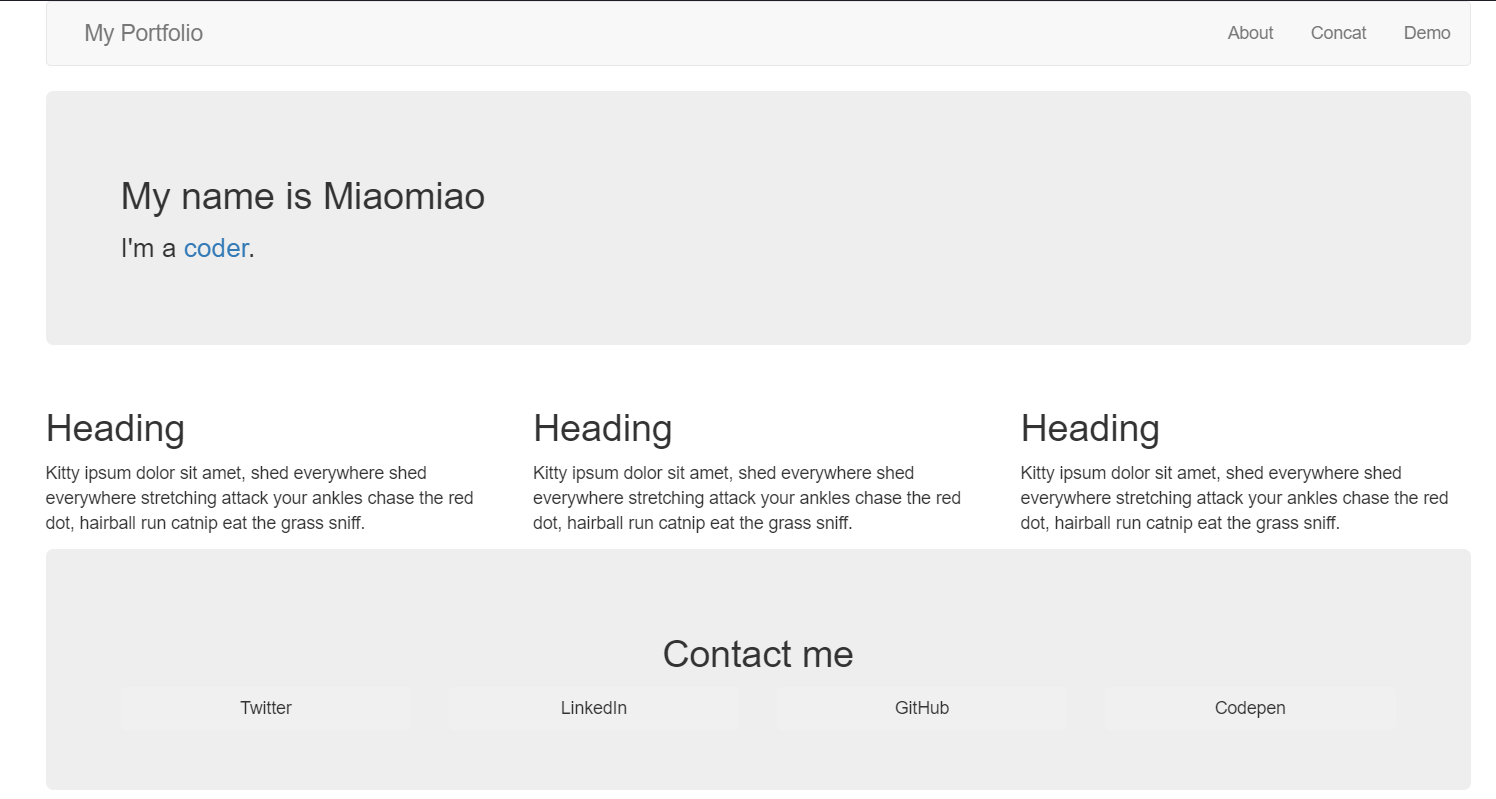 My Portfolio
About Concat Demo
My name is Miaomiao
I'm a coder.
Heading
Kitty ipsum dolor sit amet, shed everywhere shed
everywhere stretching attack your ankles chase the red
dot, hairball run catnip eat the grass sniff.
Heading
Kitty ipsum dolor sit amet, shed everywhere shed
everywhere stretching attack your ankles chase the red
dot, hairball run catnip eat the grass sniff.
Heading
Kitty ipsum dolor sit amet, shed everywhere shed
everywhere stretching attack your ankles chase the red
dot, hairball run catnip eat the grass sniff.
Contact me
Twitter LinkedIn GitHub Codepen